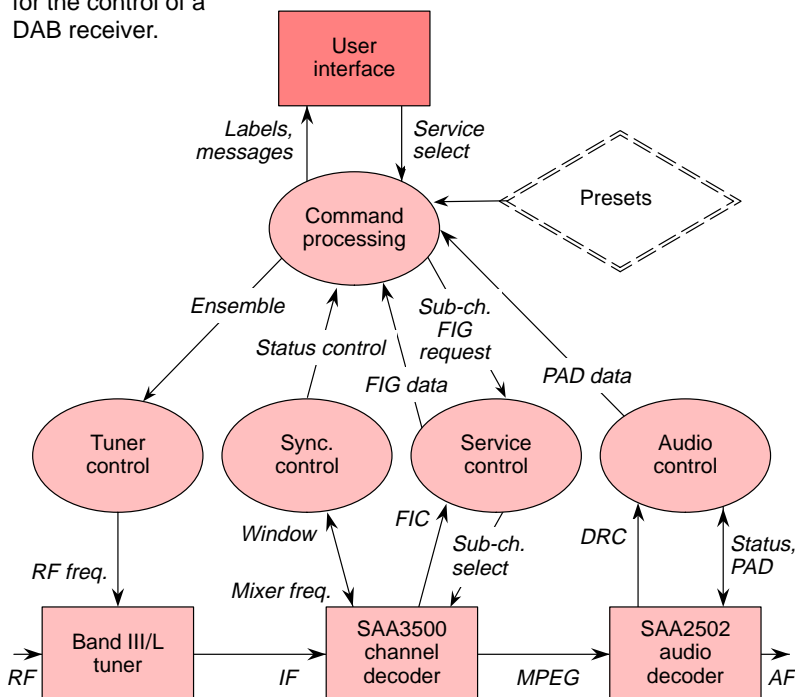 for the control of a
DAB receiver.
User
interface
Labels,
messages
Service
select
Command
processing
Presets
Ensemble
Status control
Sub-ch.
FIG
request
FIG data
PAD data
Tuner
control
Sync.
control
Service
control
Audio
control
Window
FIC
Sub-ch.
select
DRC
Status,
PAD
RF freq.
Mixer freq.
Band III/L
tuner
SAA3500
channel
decoder
SAA2502
audio
decoder
RF
IF
MPEG
AF